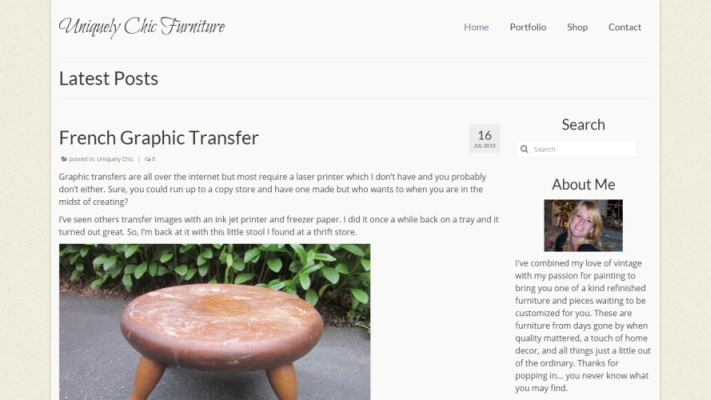 Uniquely Chic Furniture
Home Portfolio Shop Contact
Latest Posts
French Graphic Transfer
16
JUL 2015
posted in: Uniquely Chic | 0
Graphic transfers are all over the internet but most require a laser printer which I don't have and you probably
don't either. Sure, you could run up to a copy store and have one made but who wants to when you are in the
midst of creating?
I've seen others transfer images with an ink jet printer and freezer paper. I did it once a while back on a tray and it
turned out great. So, I'm back at it with this little stool I found at a thrift store.
Search
Search
About Me
I've combined my love of vintage
with my passion for painting to
bring you one of a kind refinished
furniture and pieces waiting to be
customized for you. These are
furniture from days gone by when
quality mattered, a touch of home
decor, and all things just a little out
of the ordinary. Thanks for
popping in... you never know what
you may find.